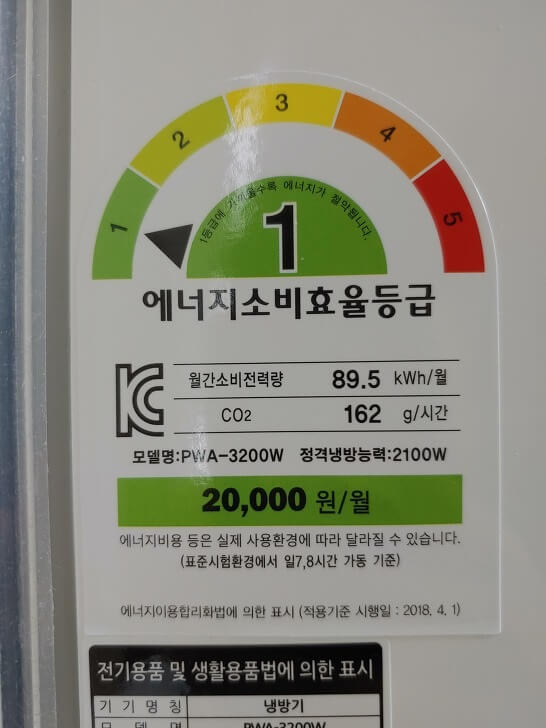 1
2
3
4
5
1등급에 가까울수록 에너지가 절약됩니다.
1
에너지소비효율등급
월간소비전력량 89.5 kWh/월
CO2 162 g/시간
모델명:PWA-3200W 정격냉방능력:2100W
20,000 원/월
에너지비용 등은 실제 사용환경에 따라 달라질 수 있습니다.
(표준시험환경에서 일7,8시간 가동 기준)
에너지이용합리화법에 의한 표시 (적용기준 시행일 : 2018. 4. 1)
전기용품 및 생활용품법에 의한 표시
기 기 명 칭 냉방기
모 델 명 PWA-3200W